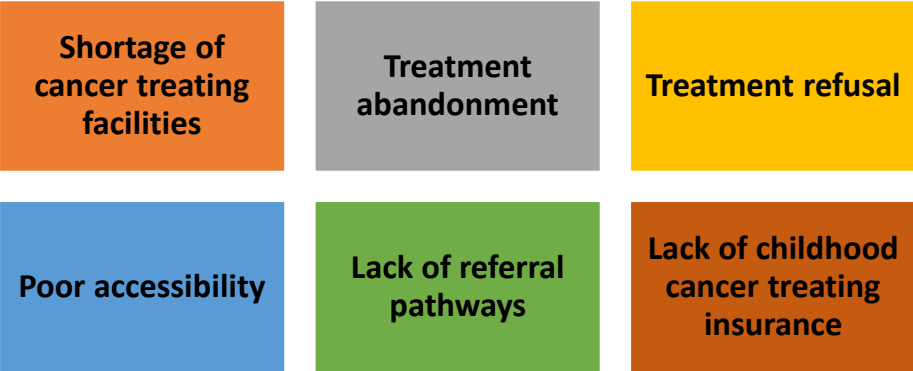 Shortage of
cancer treating
facilities
Treatment
abandonment
Treatment refusal
Poor accessibility
Lack of referral
pathways
Lack of childhood
cancer treating
insurance